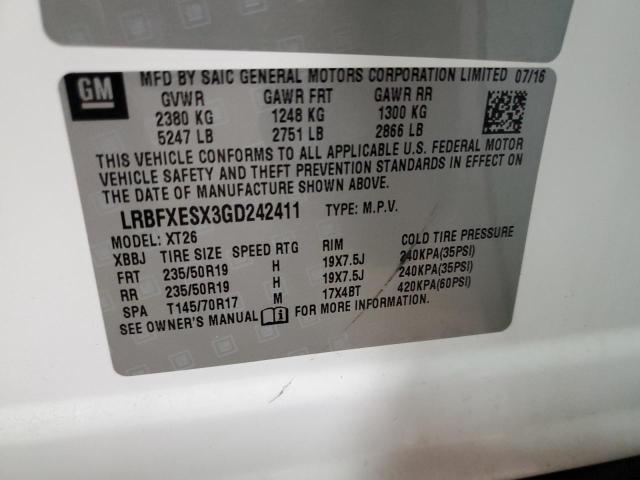 GM
MFD BY SAIC GENERAL MOTORS CORPORATION LIMITED 07/16
GVWR GAWR FRT GAWR RR
2380 KG 1248 KG 1300 KG
5247 LB 2751 LB 2866 LB
THIS VEHICLE CONFORMS TO ALL APPLICABLE U.S. FEDERAL MOTOR
VEHICLE SAFETY AND THEFT PREVENTION STANDARDS IN EFFECT ON
THE DATE OF MANUFACTURE SHOWN ABOVE.
LRBFXESX3GD242411 TYPE: M.P.V.
MODEL: XT26
XBBJ TIRE SIZE SPEED RTG RIM COLD TIRE PRESSURE
FRT 235/50R19 H 19X7.5J 240KPA(35PSI)
RR 235/50R19 H 19X7.5J 240KPA(35PSI)
SPA T145/70R17 M 17X4BT 420KPA(60PSI)
SEE OWNER'S MANUAL FOR MORE INFORMATION.